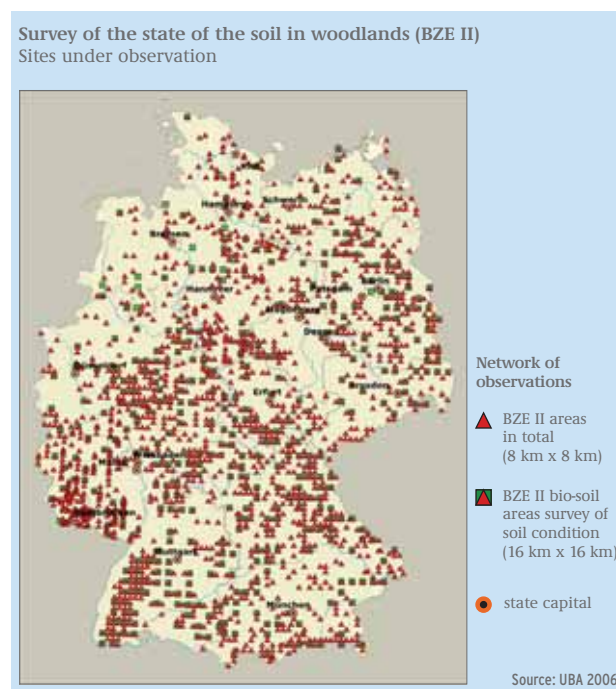 Survey of the state of the soil in woodlands (BZE II)
Sites under observation
Kiel
Hamburg
Schwerin
Bremen
Hannover
Potsdam
Berlin
Magdeburg
Düsseldorf
Erfurt
Dresden
Wiesbaden
Mainz
Saarbrücken
Stuttgart
München
Network of
observations
BZE II areas
in total
(8 km x 8 km)
BZE II bio-soil
areas survey of
soil condition
(16 km x 16 km)
state capital
Source: UBA 2006